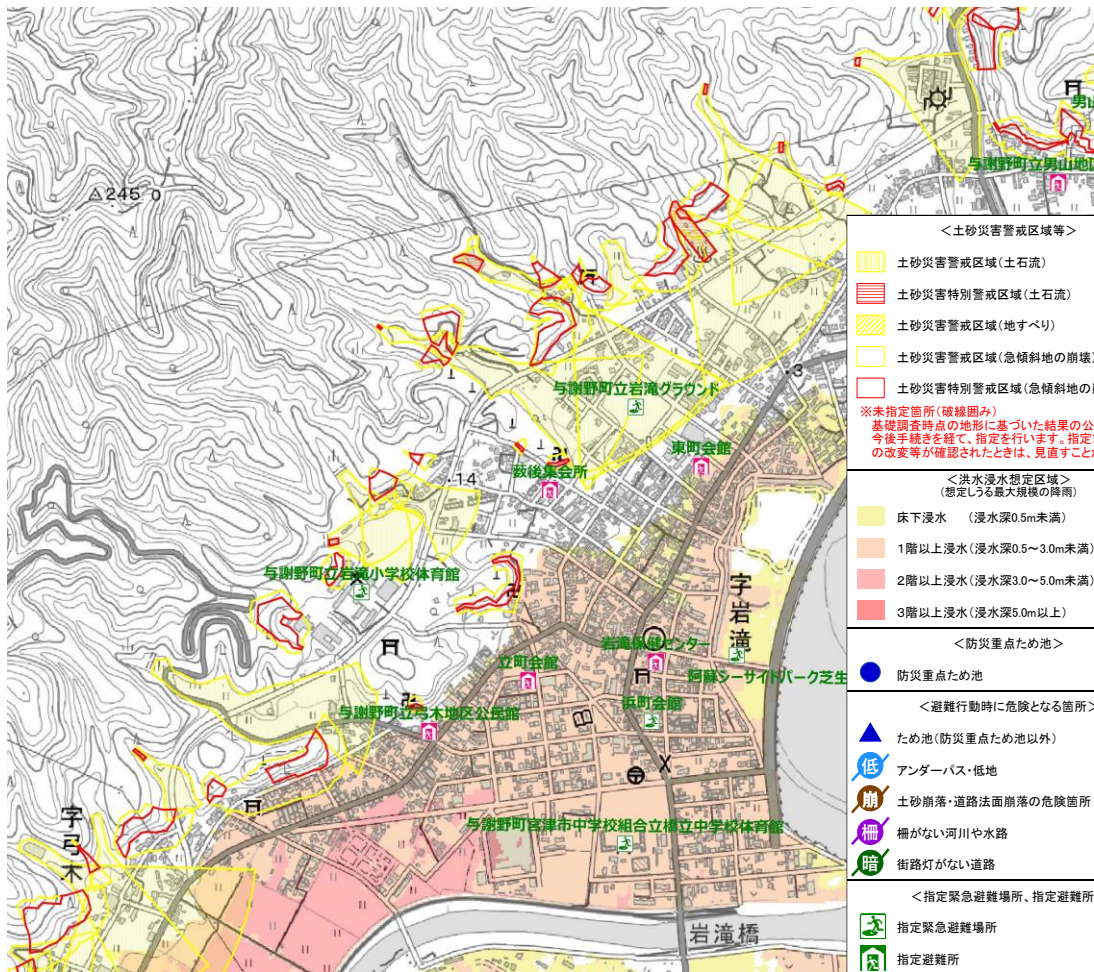 245.0
男山
与謝野町立男山地区
3
与謝野町立岩滝グラウンド
東町会館
藪後集会所
14
与謝野町立岩滝小学校体育館
字岩滝
岩滝保健センター
立町会館
阿蘇シーサイドパーク芝生
浜町会館
与謝野町立弓木地区公民館
与謝野町宮津市中学校組合立橋立中学校体育館
字弓木
岩滝橋
＜土砂災害警戒区域等＞
土砂災害警戒区域(土石流)
土砂災害特別警戒区域(土石流)
土砂災害警戒区域(地すべり)
土砂災害警戒区域(急傾斜地の崩壊)
土砂災害特別警戒区域(急傾斜地の崩
※未指定箇所(破線囲み)
基礎調査時点の地形に基づいた結果の公
今後手続きを経て、指定を行います。指定
の改変等が確認されたときは、見直すことが
＜洪水浸水想定区域＞
(想定しうる最大規模の降雨)
床下浸水 (浸水深0.5m未満)
1階以上浸水(浸水深0.5～3.0m未満)
2階以上浸水(浸水深3.0～5.0m未満)
3階以上浸水(浸水深5.0m以上)
＜防災重点ため池＞
防災重点ため池
＜避難行動時に危険となる箇所＞
ため池(防災重点ため池以外)
低 アンダーパス・低地
崩 土砂崩落・道路法面崩落の危険箇所
柵 柵がない河川や水路
暗 街路灯がない道路
＜指定緊急避難場所、指定避難所
指定緊急避難場所
指定避難所